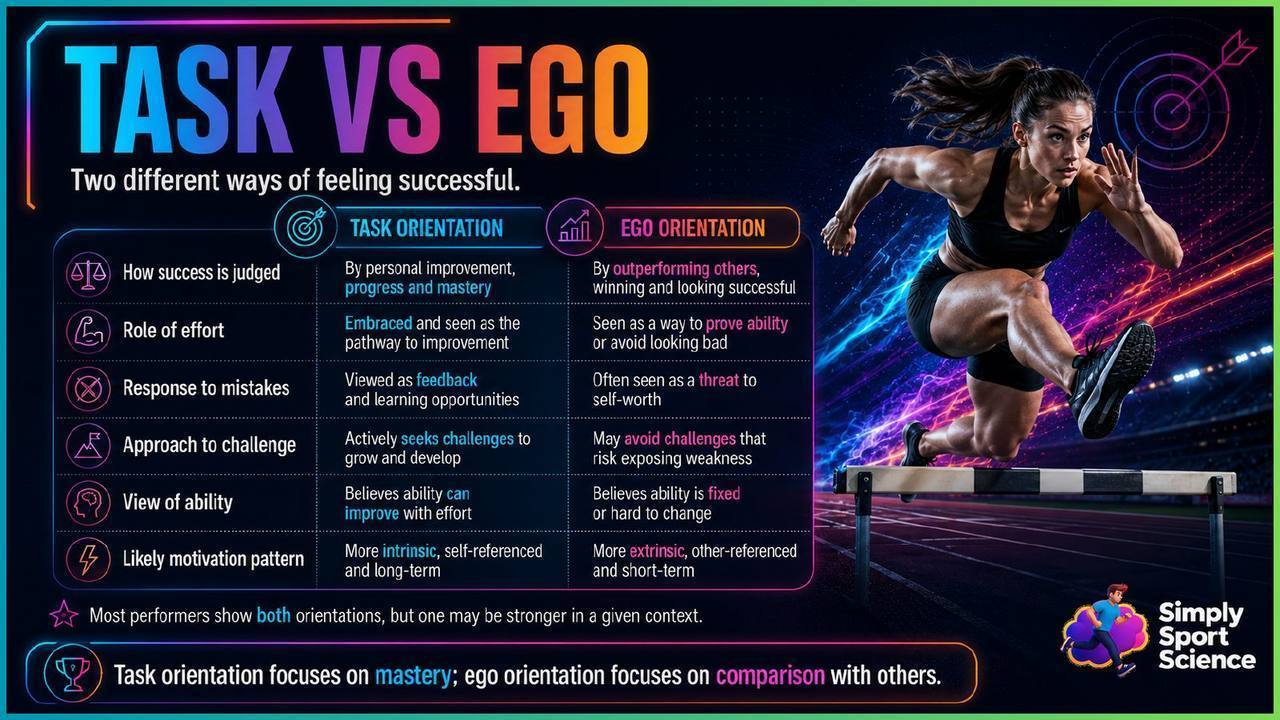 TASK VS EGO
Two different ways of feeling successful.
TASK ORIENTATION
EGO ORIENTATION
How success is judged
By personal improvement,
progress and mastery
By outperforming others,
winning and looking successful
Role of effort
Embraced and seen as the
pathway to improvement
Seen as a way to prove ability
or avoid looking bad
Response to mistakes
Viewed as feedback
and learning opportunities
Often seen as a threat to
self-worth
Approach to challenge
Actively seeks challenges to
grow and develop
May avoid challenges that
risk exposing weakness
View of ability
Believes ability can
improve with effort
Believes ability is fixed
or hard to change
Likely motivation pattern
More intrinsic, self-referenced
and long-term
More extrinsic, other-referenced
and short-term
Most performers show both orientations, but one may be stronger in a given context.
Task orientation focuses on mastery; ego orientation focuses on comparison with others.
Simply
Sport
Science